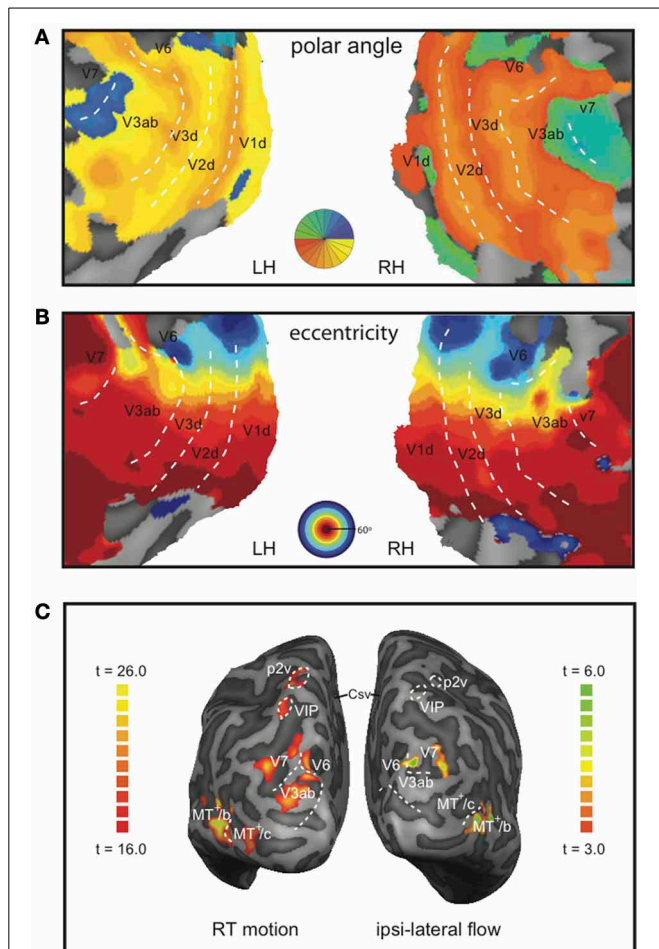 A
polar angle
V6
V7
V3ab
V3d
V2d
V1d
V6
v7
V3ab
V3d
V2d
V1d
LH
RH
B
eccentricity
V6
V7
V3ab
V3d
V2d
V1d
V6
v7
V3ab
V3d
V2d
V1d
60°
LH
RH
C
t = 26.0
t = 16.0
p2v
VIP
Csv
V7
V6
V3ab
MT+/b
MT+/c
p2v
VIP
V6
V7
V3ab
MT+/c
MT+/b
t = 6.0
t = 3.0
RT motion
ipsi-lateral flow